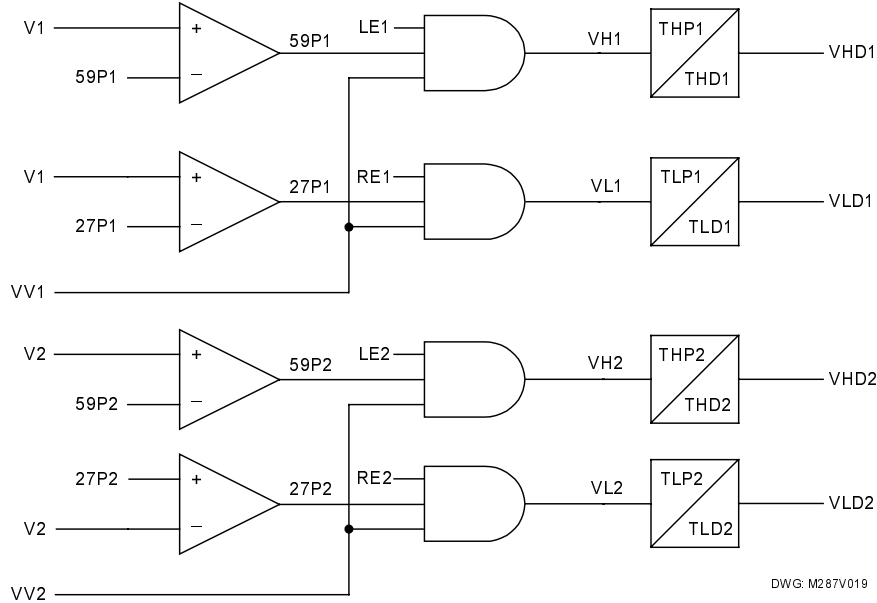 V1 + 59P1 LE1 VH1 THP1 VHD1
59P1 − THD1
V1 + 27P1 RE1 VL1 TLP1 VLD1
27P1 − TLD1
VV1
V2 + 59P2 LE2 VH2 THP2 VHD2
59P2 − THD2
27P2 + 27P2 RE2 VL2 TLP2 VLD2
V2 − TLD2
VV2
DWG: M287V019